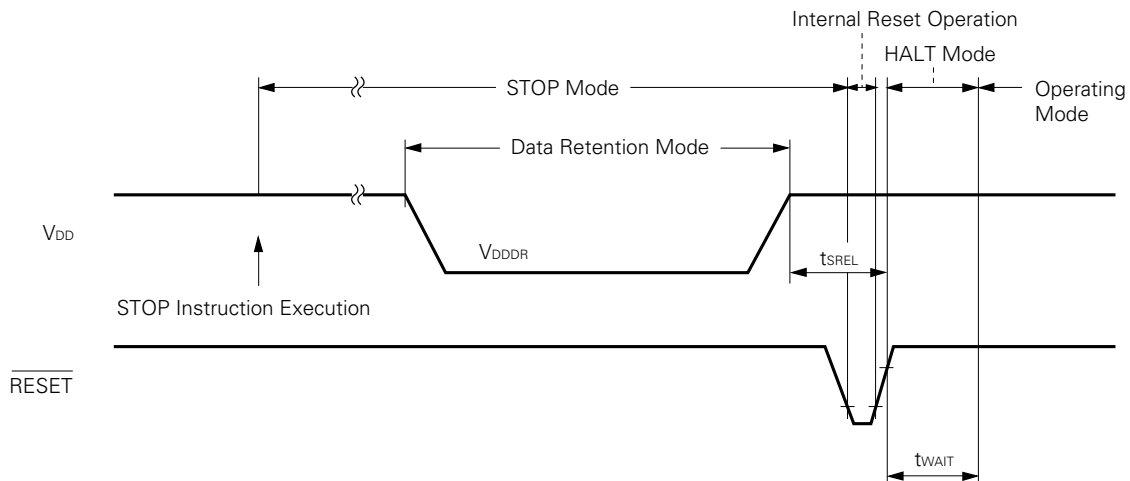 Internal Reset Operation
HALT Mode
STOP Mode
Operating
Mode
Data Retention Mode
VDD
VDDDR
tSREL
STOP Instruction Execution
RESET
tWAIT